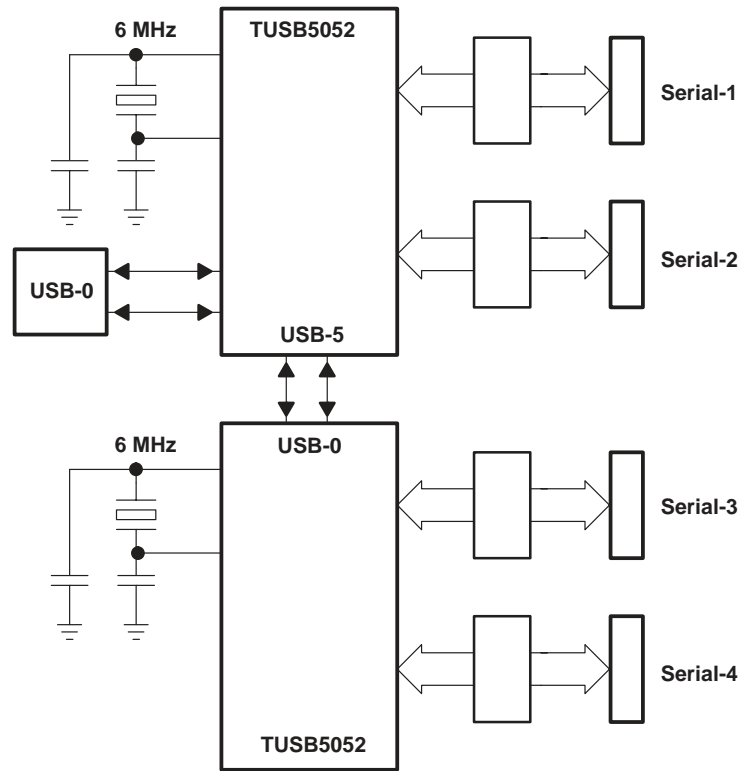 6 MHz
TUSB5052
Serial-1
Serial-2
USB-0
USB-5
6 MHz
USB-0
Serial-3
Serial-4
TUSB5052